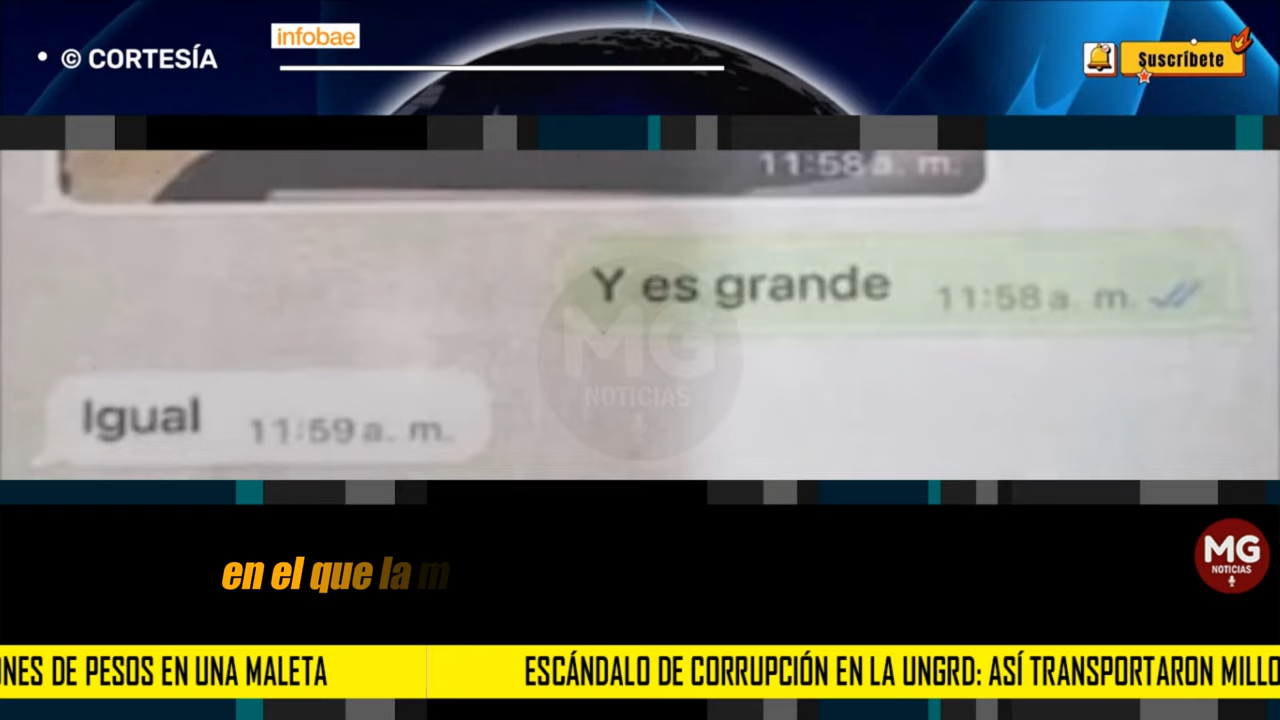 infobae
• © CORTESÍA
Suscríbete
11:58 a. m.
Y es grande 11:58 a. m.
MG
NOTICIAS
Igual 11:59 a. m.
en el que la m
MG
NOTICIAS
ONES DE PESOS EN UNA MALETA ESCÁNDALO DE CORRUPCIÓN EN LA UNGRD: ASÍ TRANSPORTARON MILLO